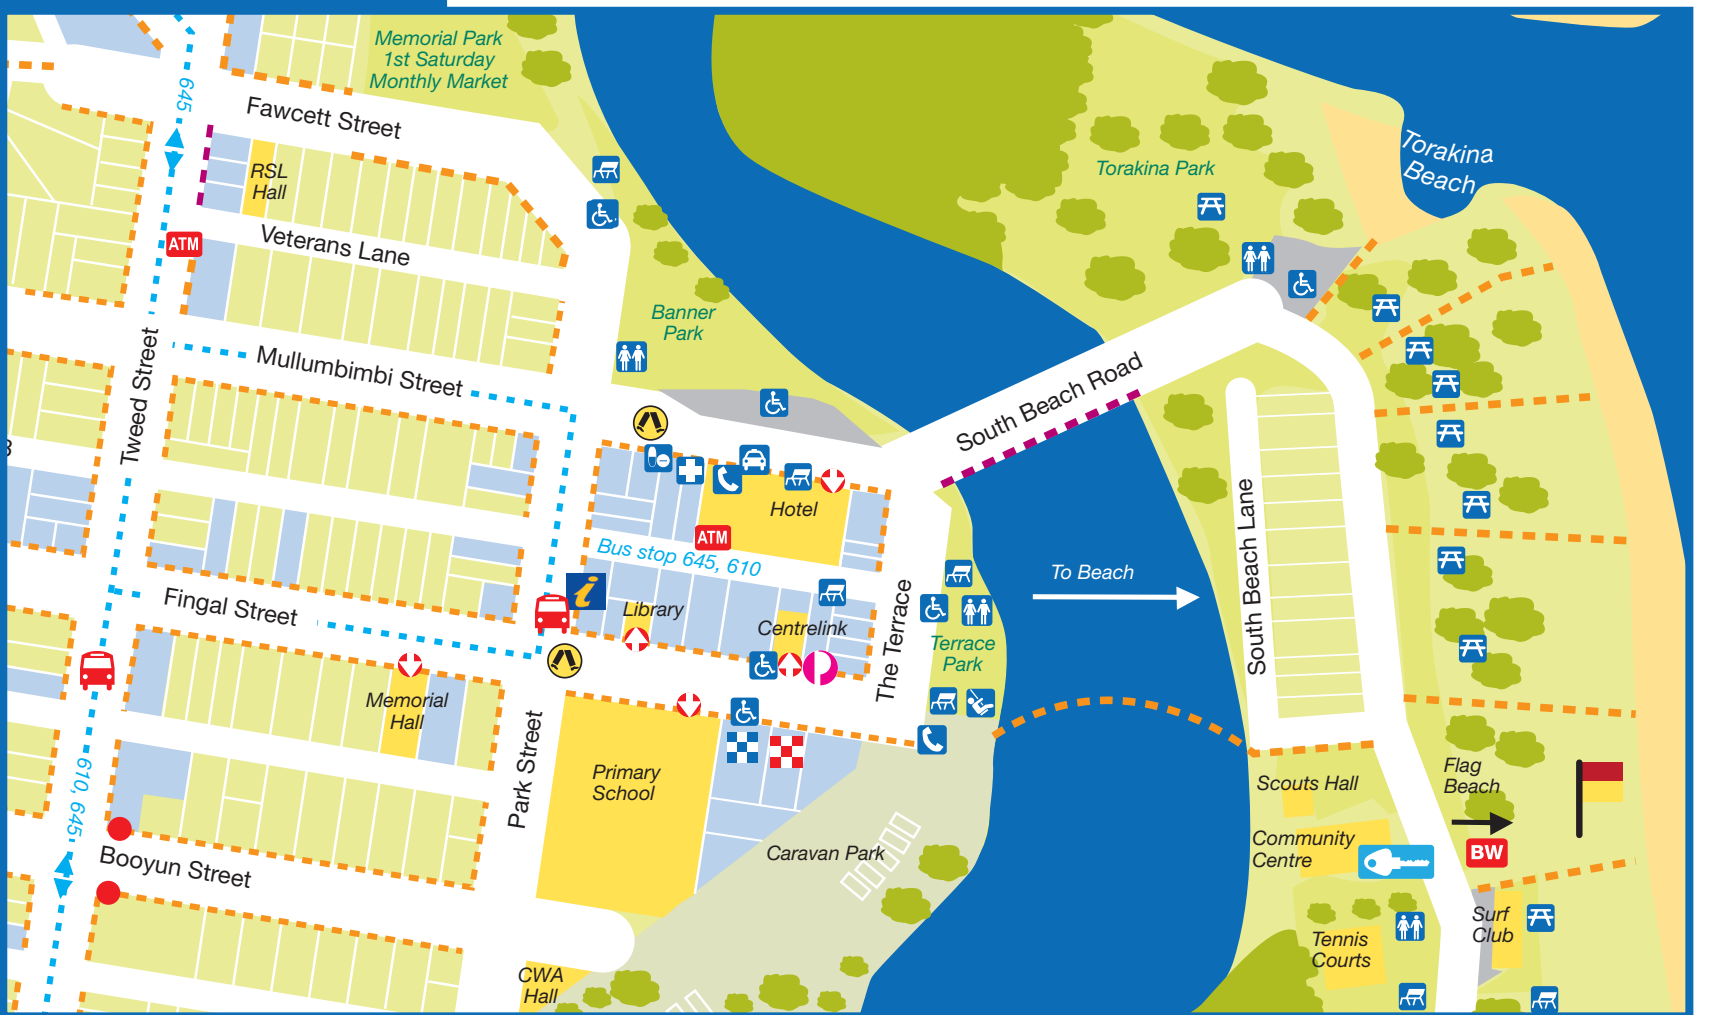 Memorial Park
1st Saturday
Monthly Market
645
Fawcett Street
RSL
Hall
Torakina
Beach
Torakina Park
ATM
Veterans Lane
Banner
Park
Tweed Street
Mullumbimbi Street
South Beach Road
Hotel
ATM
Bus stop 645, 610
To Beach
South Beach Lane
Fingal Street
i
Library
Centrelink
The Terrace
Terrace
Park
Memorial
Hall
Park Street
Primary
School
610, 645
Scouts Hall
Flag
Beach
Booyun Street
Caravan Park
Community
Centre
BW
Surf
Club
Tennis
Courts
CWA
Hall